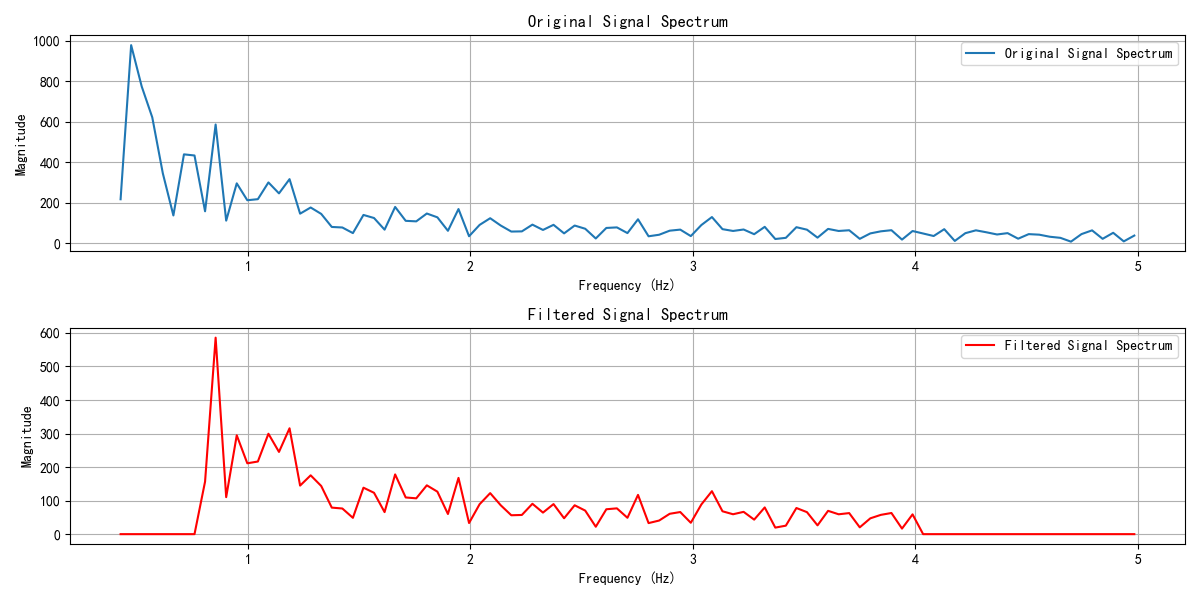 Original Signal Spectrum
1000
800
600
400
200
0
Magnitude
Original Signal Spectrum
1 2 3 4 5
Frequency (Hz)
Filtered Signal Spectrum
600
500
400
300
200
100
0
Magnitude
Filtered Signal Spectrum
1 2 3 4 5
Frequency (Hz)